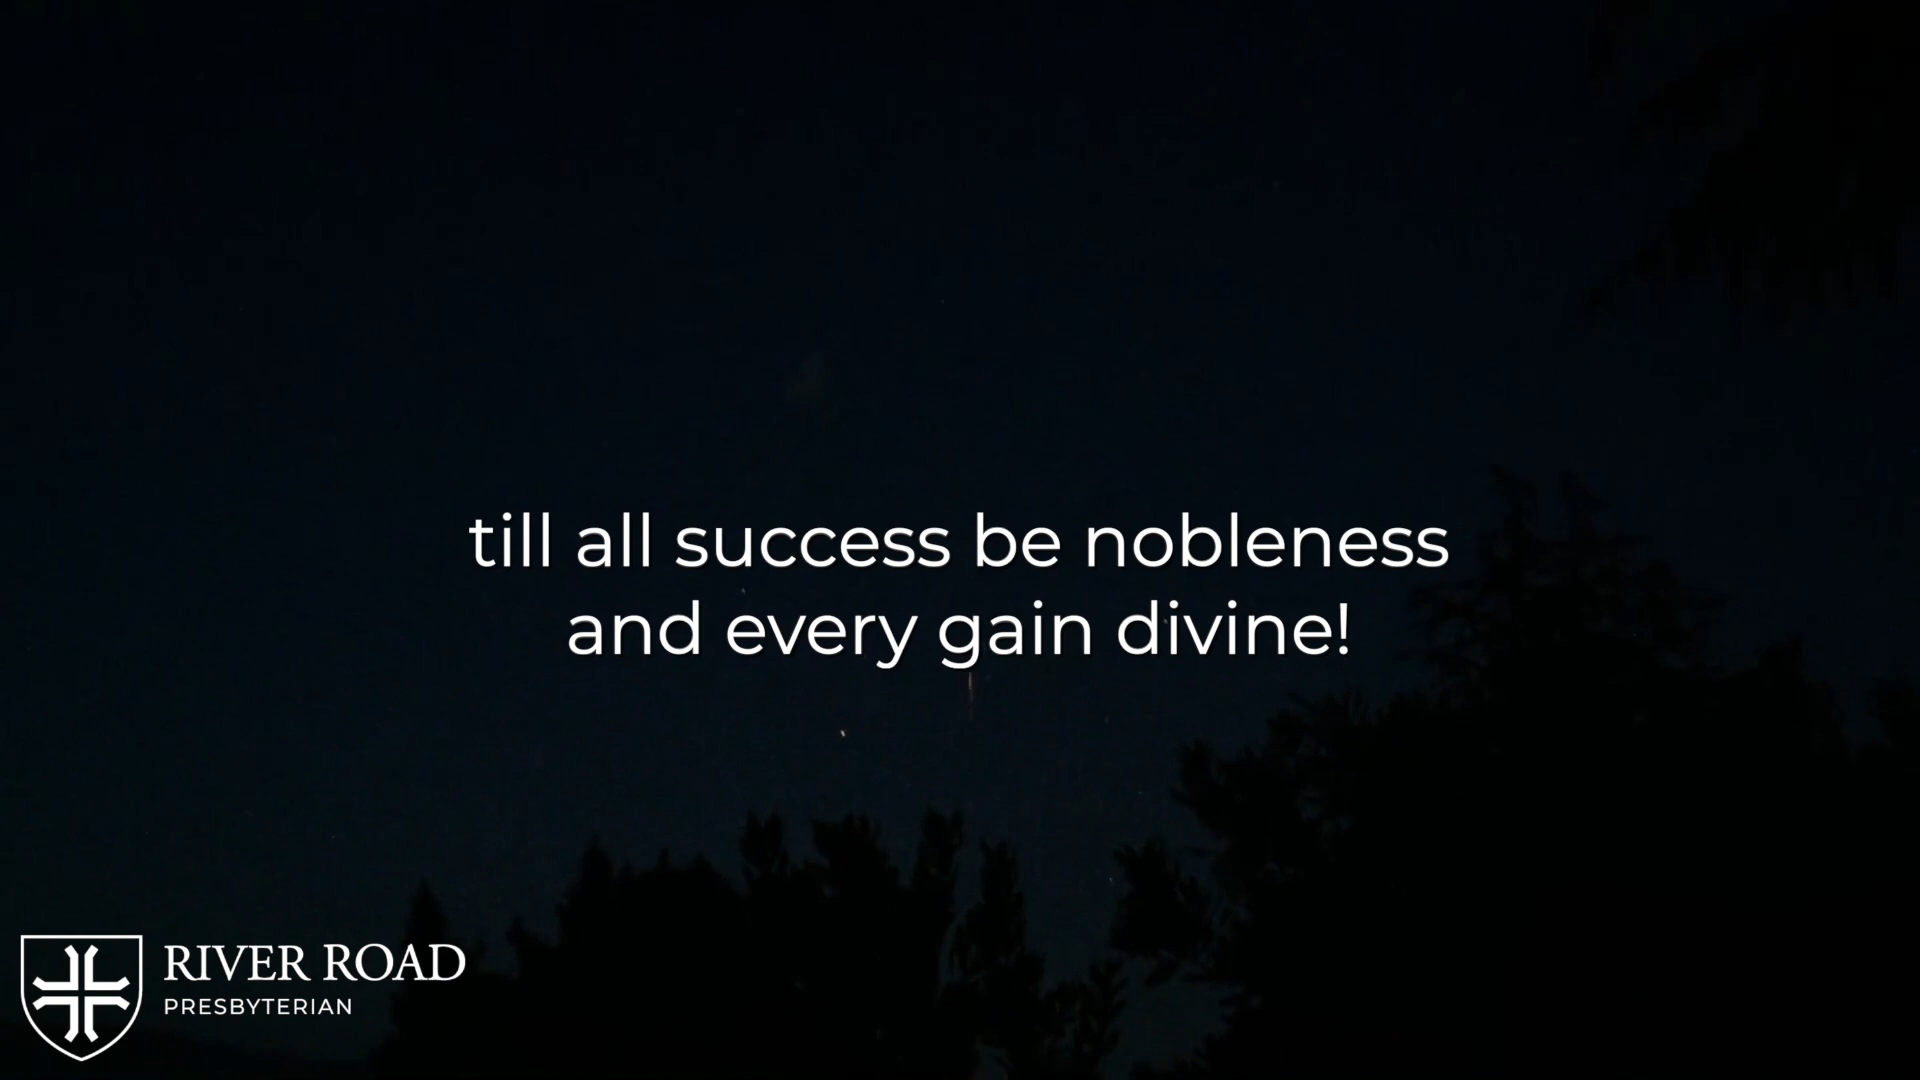 till all success be nobleness
and every gain divine!
RIVER ROAD
PRESBYTERIAN